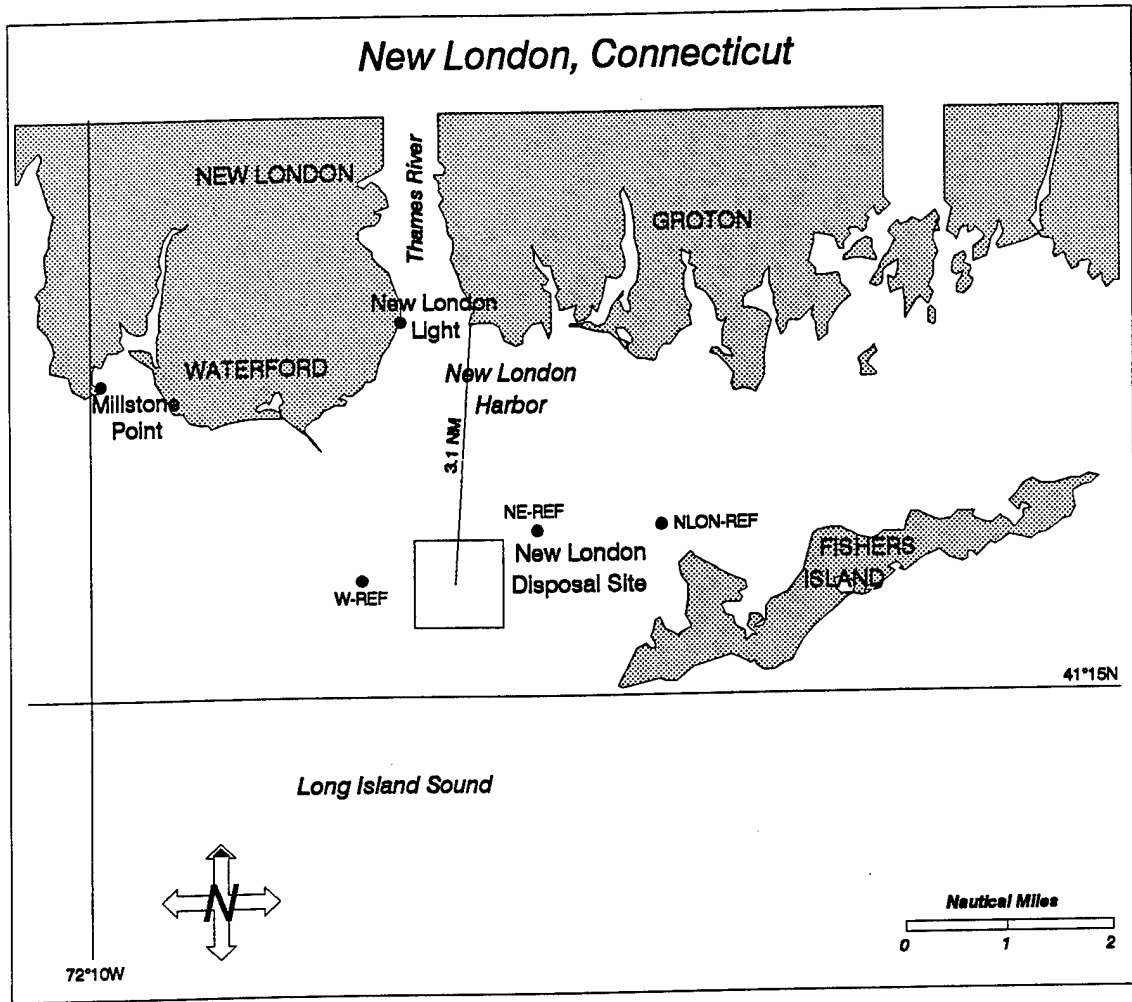 New London, Connecticut
NEW LONDON
Thames River
GROTON
New London
Light
WATERFORD
New London
Harbor
Millstone
Point
3.1 NM
NE-REF
NLON-REF
New London
Disposal Site
FISHERS
ISLAND
W-REF
41°15N
Long Island Sound
N
Nautical Miles
0 1 2
72°10W